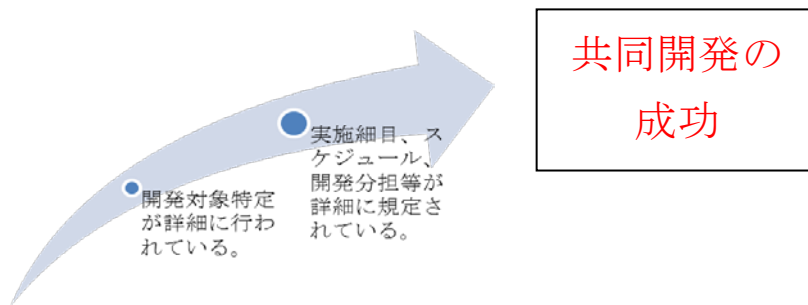 共同開発の
成功
実施細目、ス
ケジュール、
開発分担等が
詳細に規定さ
れている。
開発対象特定
が詳細に行わ
れている。